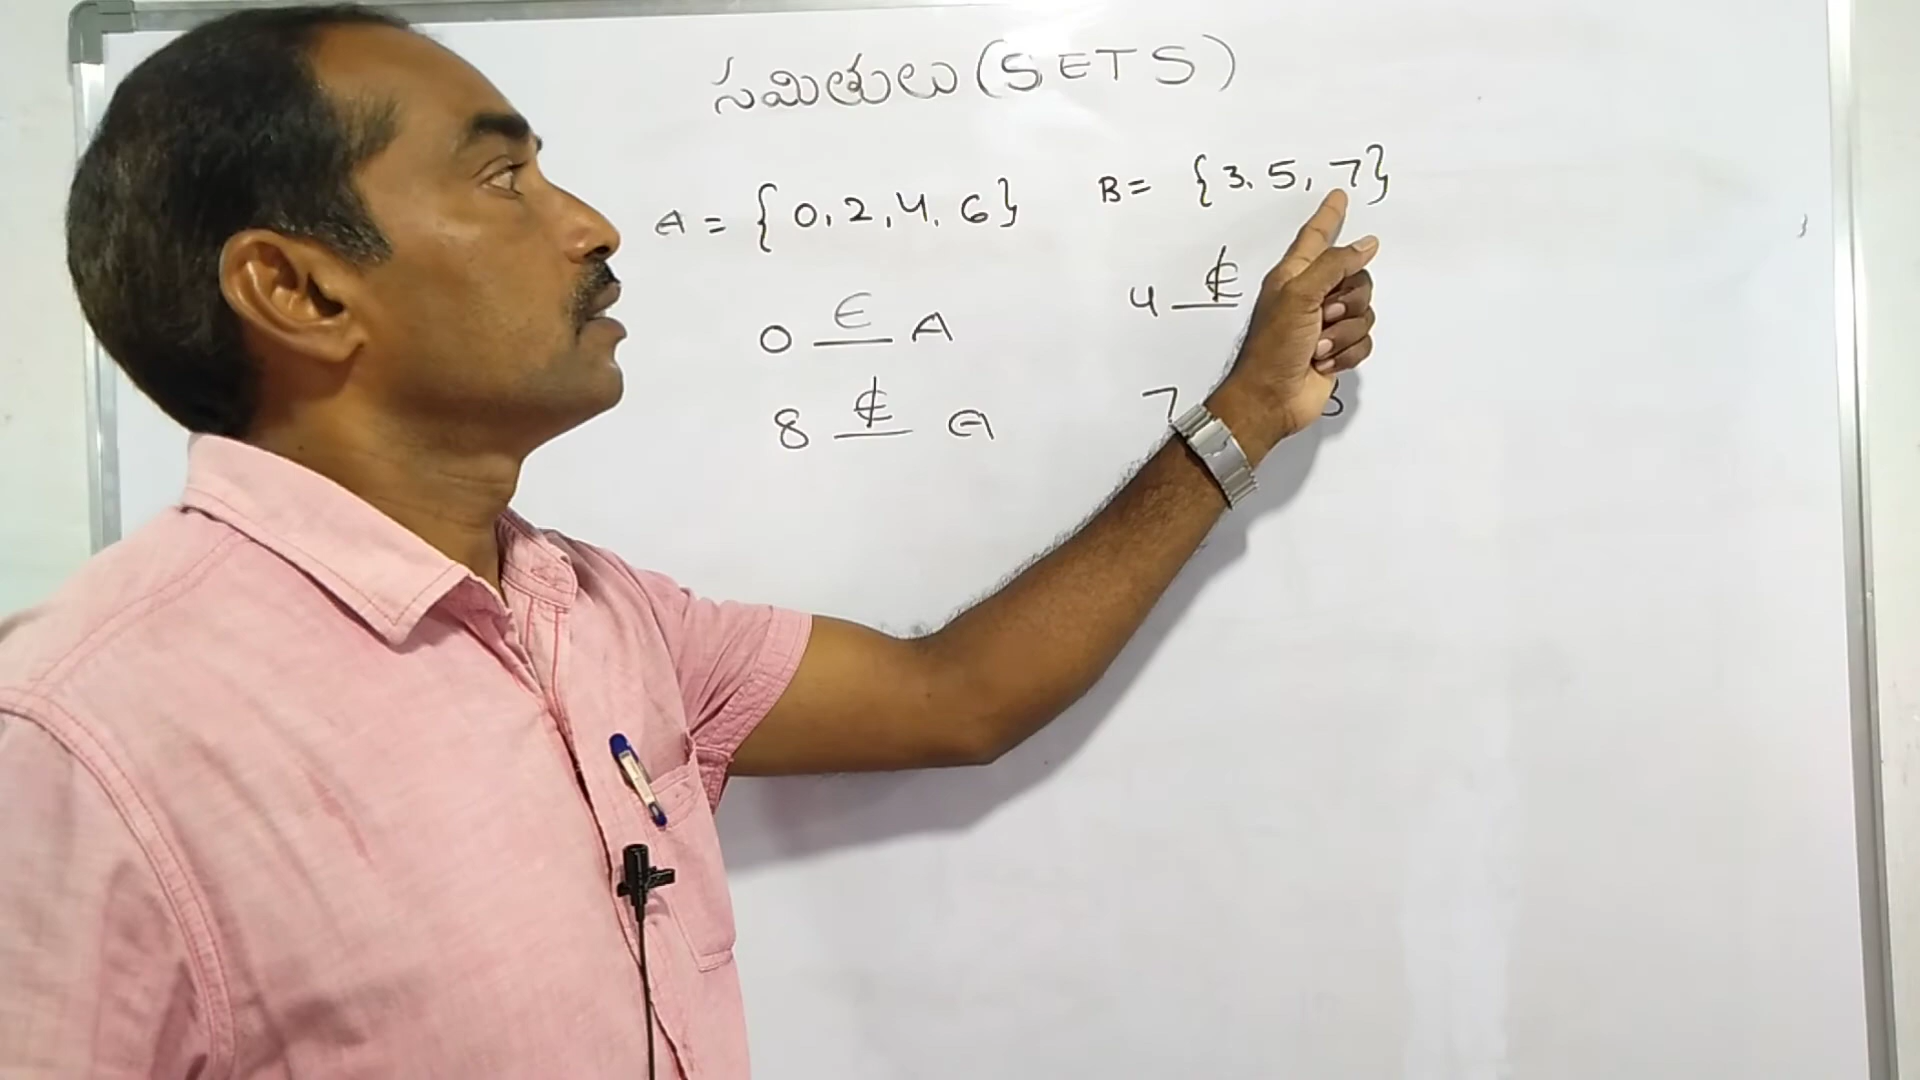 సమితులు (SETS)
A = {0, 2, 4, 6}
B = {3, 5, 7}
0 ∈ A
4 ∉
8 ∉ A
7